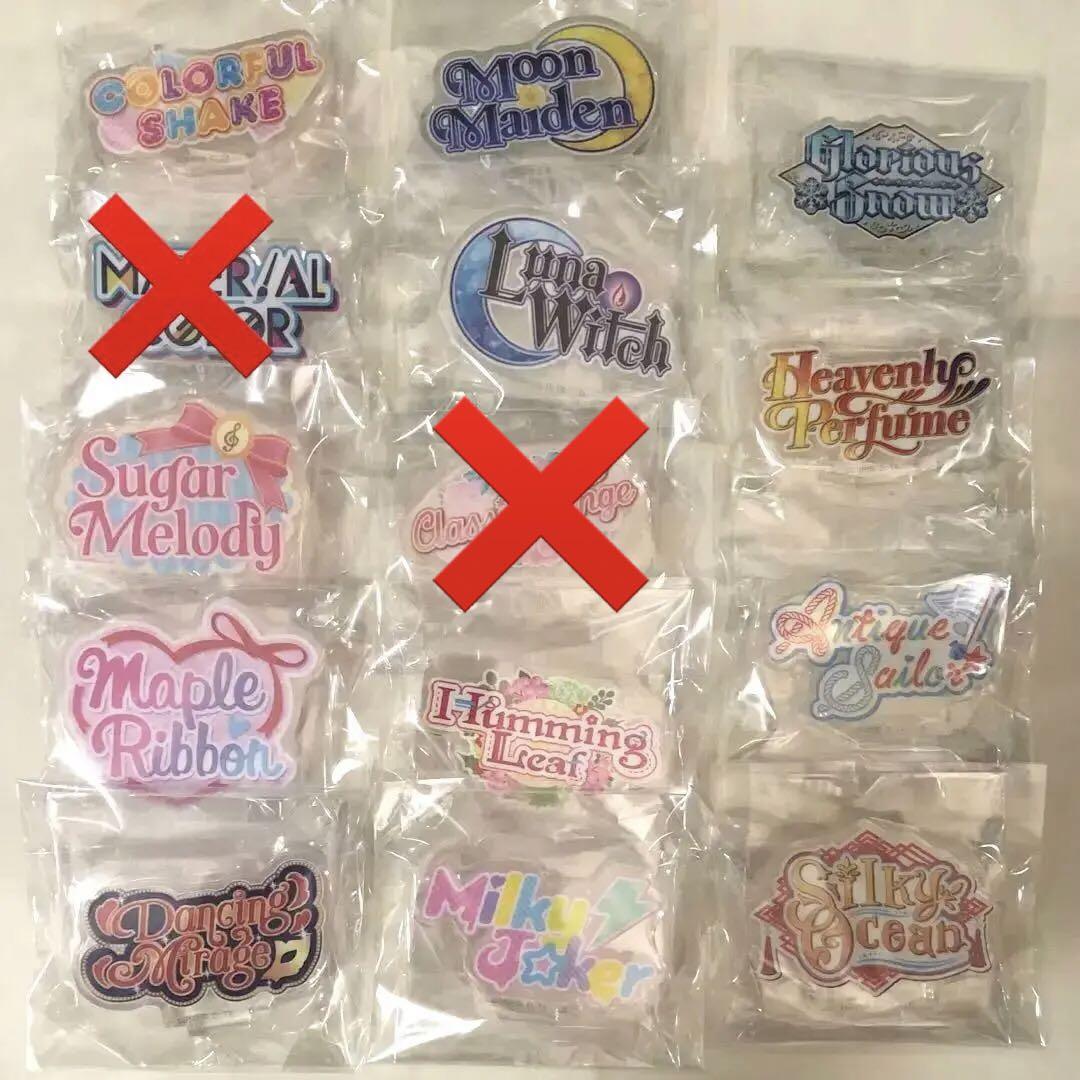 COLORFUL
SHAKE
Moon
Maiden
Glorious
Snow
Luna
Witch
Heavenly
Perfume
Sugar
Melody
Maple
Ribbon
Humming
Leaf
Antique
Sailor
Dancing
Mirage
Milky
Joker
Silky
Ocean